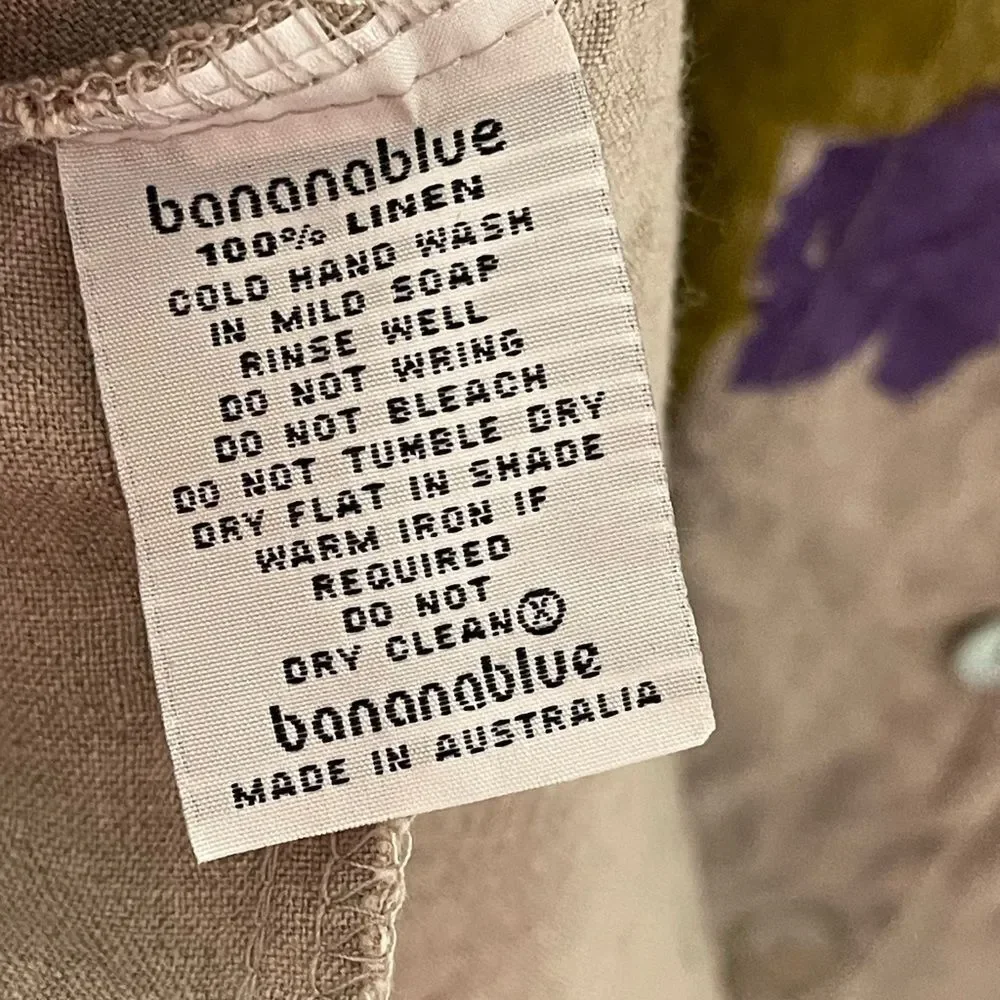 bananablue
100% LINEN
COLD HAND WASH
IN MILD SOAP
RINSE WELL
DO NOT WRING
DO NOT BLEACH
DO NOT TUMBLE DRY
DRY FLAT IN SHADE
WARM IRON IF
REQUIRED
DO NOT
DRY CLEAN Ⓧ
bananablue
MADE IN AUSTRALIA